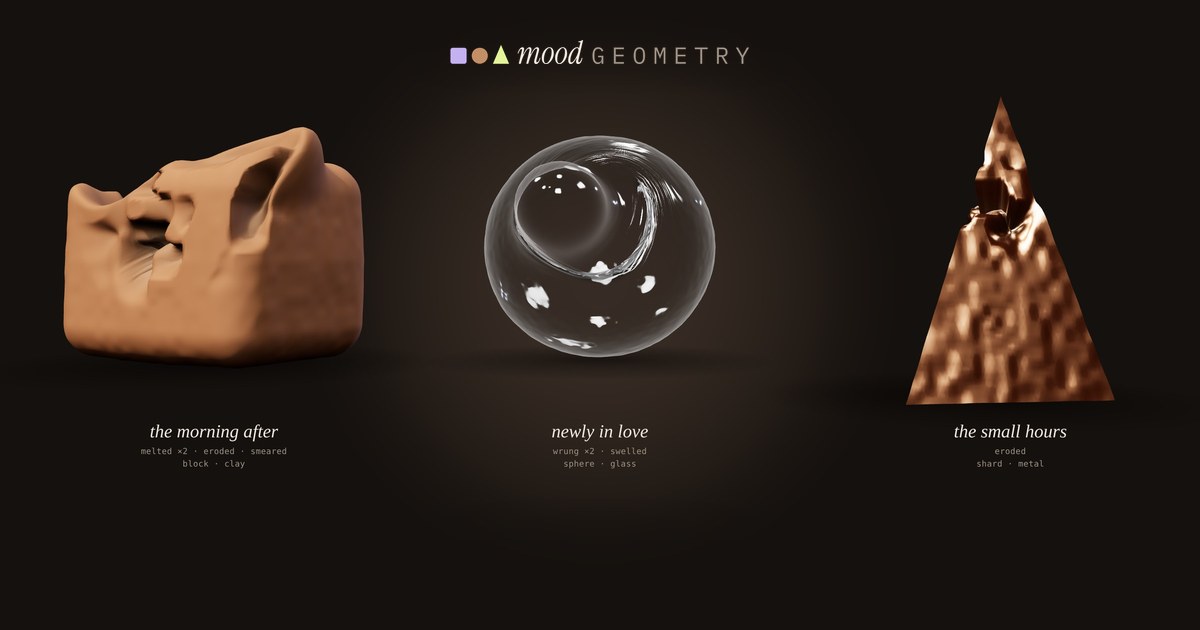 mood GEOMETRY
the morning after
melted ×2 · eroded · smeared
block · clay
newly in love
wrung ×2 · swelled
sphere · glass
the small hours
eroded
shard · metal